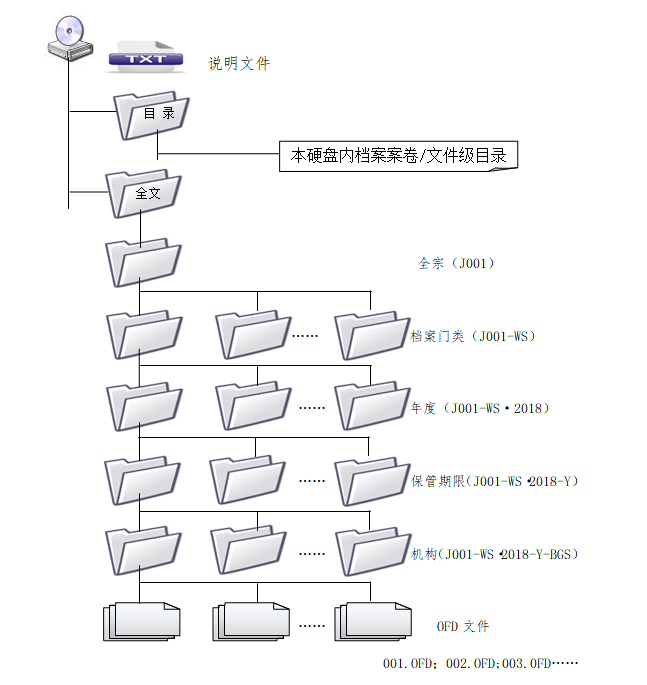 TXT
说明文件
目 录
本硬盘内档案案卷/文件级目录
全文
全宗（J001）
……
档案门类（J001-WS）
……
年度（J001-WS·2018）
……
保管期限(J001-WS·2018-Y)
……
机构(J001-WS·2018-Y-BGS)
……
OFD 文件
001.OFD; 002.OFD;003.OFD……